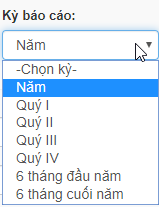 Kỳ báo cáo:
Năm
-Chọn kỳ-
Năm
Quý I
Quý II
Quý III
Quý IV
6 tháng đầu năm
6 tháng cuối năm